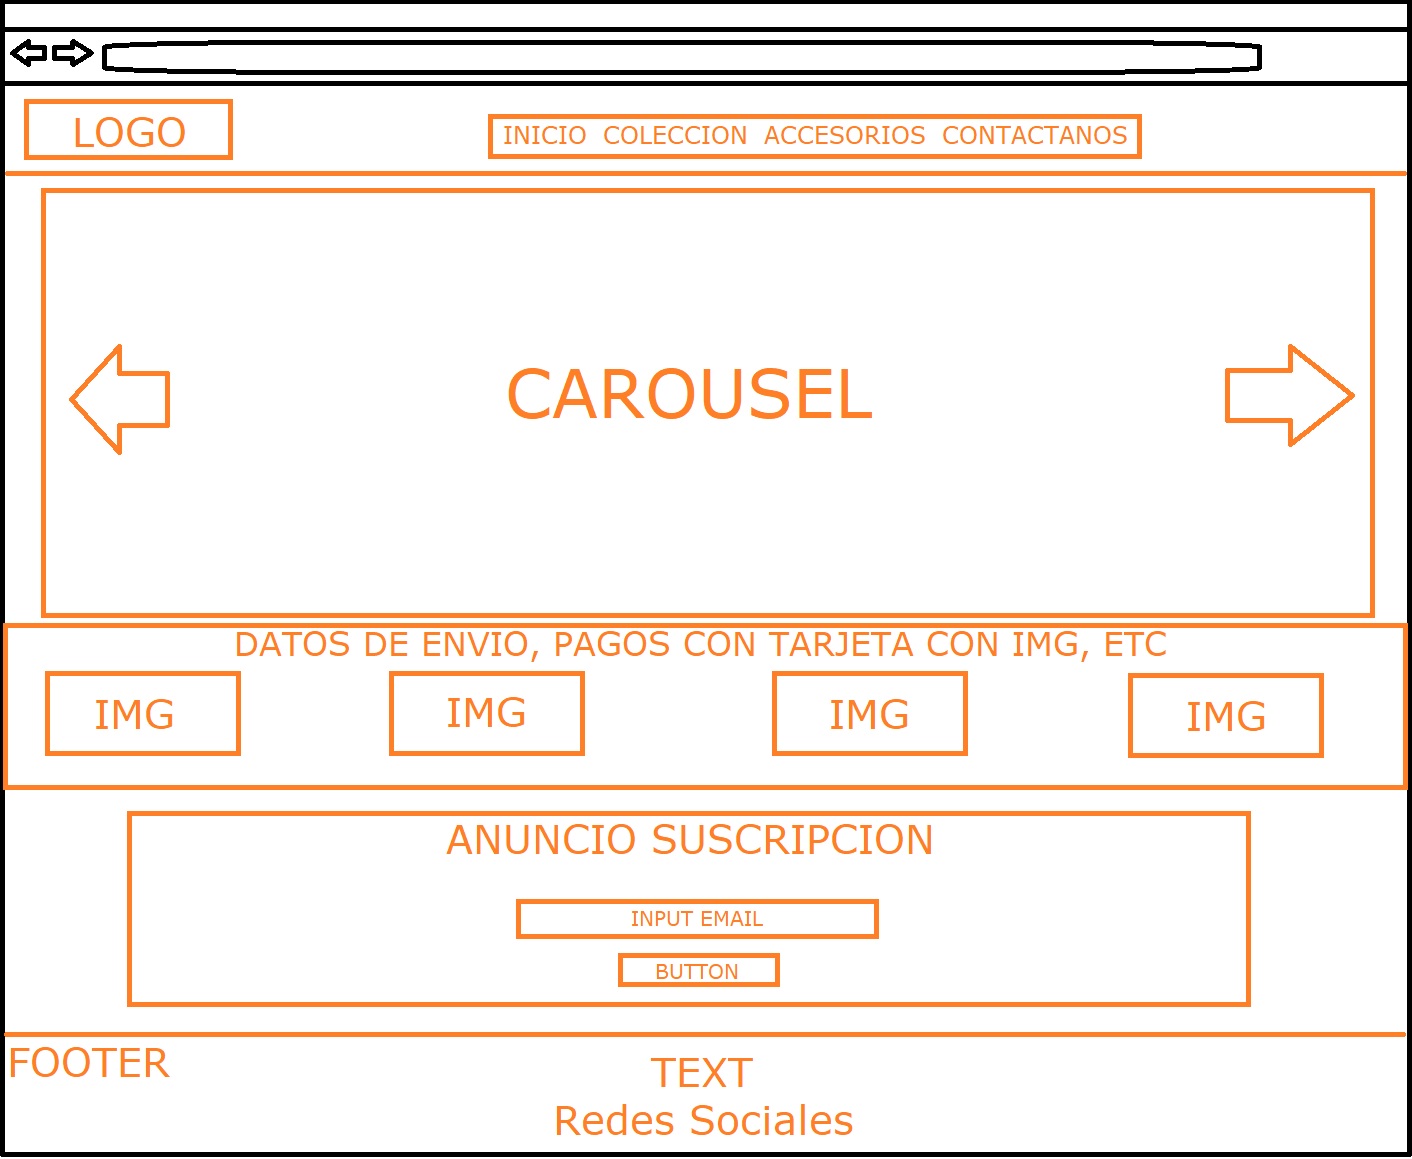 LOGO
INICIO COLECCION ACCESORIOS CONTACTANOS
CAROUSEL
DATOS DE ENVIO, PAGOS CON TARJETA CON IMG, ETC
IMG
IMG
IMG
IMG
ANUNCIO SUSCRIPCION
INPUT EMAIL
BUTTON
FOOTER
TEXT
Redes Sociales